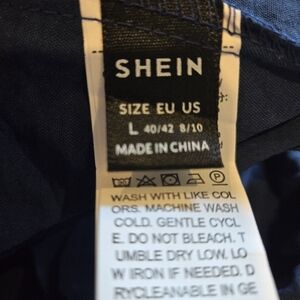 SHEIN
SIZE EU US
L 40/42 8/10
MADE IN CHINA
P
WASH WITH LIKE COL
ORS. MACHINE WASH
COLD. GENTLE CYCL
E. DO NOT BLEACH. T
UMBLE DRY LOW. LO
W IRON IF NEEDED. D
RYCLEANABLE IN GE